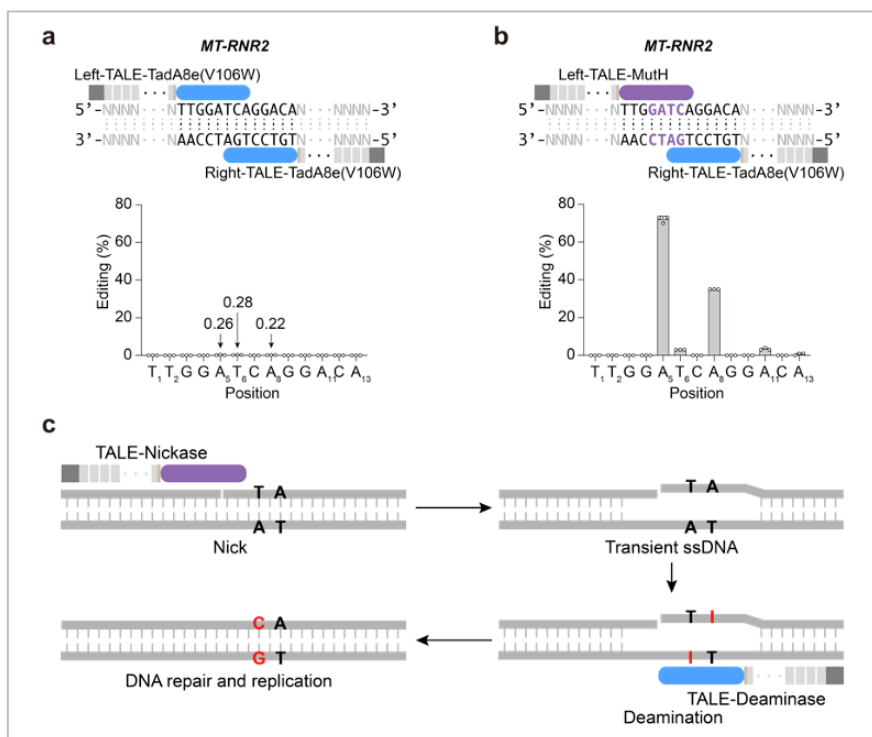 a
MT-RNR2
Left-TALE-TadA8e(V106W)
5’-NNNN···NTTGGATCAGGACAN···NNNN-3’
3’-NNNN···NAACCTAGTCCTGTN···NNNN-5’
Right-TALE-TadA8e(V106W)
Editing (%)
80
60
40
20
0
0.26
0.28
0.22
T1 T2 G G A5 T6 C A8 G G A11 C A13
Position
b
MT-RNR2
Left-TALE-MutH
5’-NNNN···NTTGGATCAGGACAN···NNNN-3’
3’-NNNN···NAACCTAGTCCTGTN···NNNN-5’
Right-TALE-TadA8e(V106W)
Editing (%)
80
60
40
20
0
T1 T2 G G A5 T6 C A8 G G A11 C A13
Position
c
TALE-Nickase
T A
A T
Nick
T A
A T
Transient ssDNA
C A
G T
DNA repair and replication
T I
I T
TALE-Deaminase
Deamination